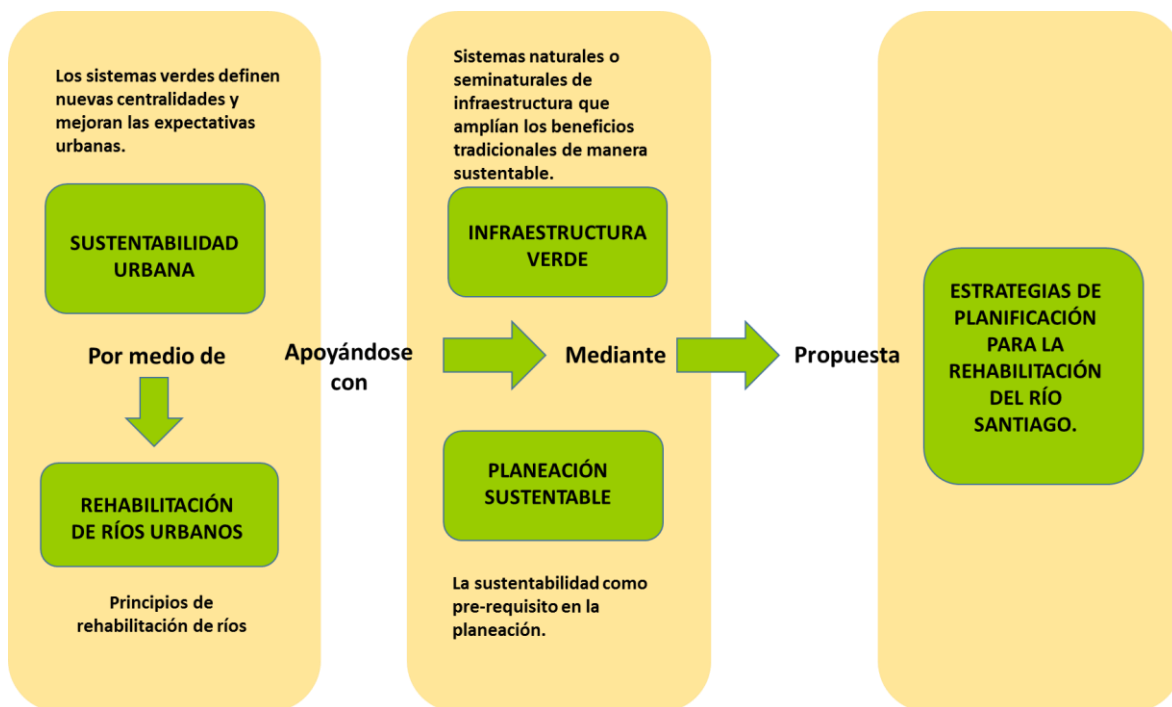 Los sistemas verdes definen
nuevas centralidades y
mejoran las expectativas
urbanas.
SUSTENTABILIDAD
URBANA
Por medio de
REHABILITACIÓN
DE RÍOS URBANOS
Principios de
rehabilitación de ríos
Apoyándose
con
Sistemas naturales o
seminaturales de
infraestructura que
amplían los beneficios
tradicionales de manera
sustentable.
INFRAESTRUCTURA
VERDE
Mediante
PLANEACIÓN
SUSTENTABLE
La sustentabilidad como
pre-requisito en la
planeación.
Propuesta
ESTRATEGIAS DE
PLANIFICACIÓN
PARA LA
REHABILITACIÓN
DEL RÍO
SANTIAGO.